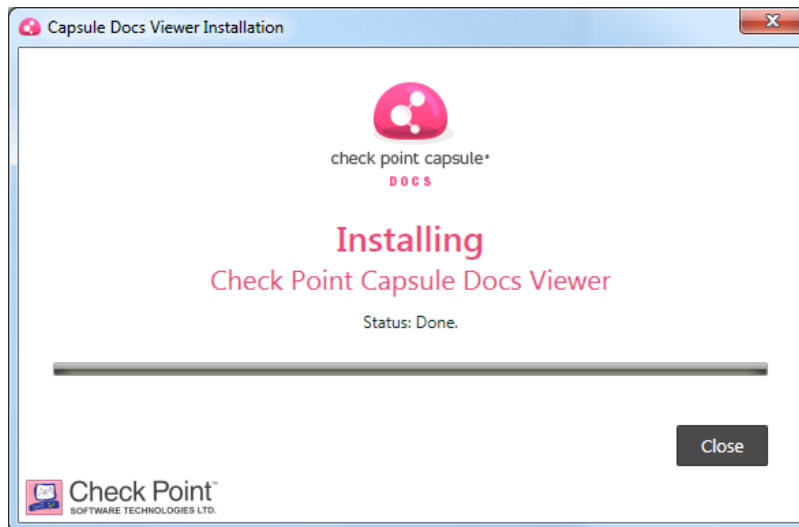 Capsule Docs Viewer Installation
check point capsule
DOCS
Installing
Check Point Capsule Docs Viewer
Status: Done.
Close
Check Point™
SOFTWARE TECHNOLOGIES LTD.